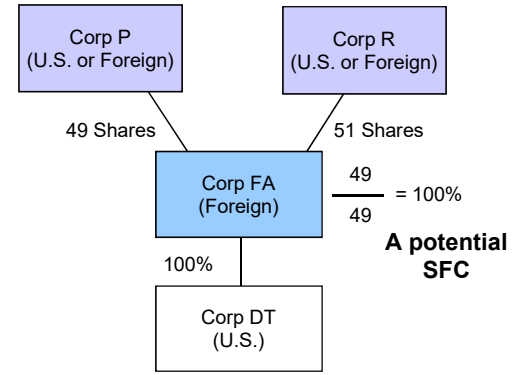 Corp P
(U.S. or Foreign)
Corp R
(U.S. or Foreign)
49 Shares
51 Shares
Corp FA
(Foreign)
49
49
= 100%
A potential
SFC
100%
Corp DT
(U.S.)